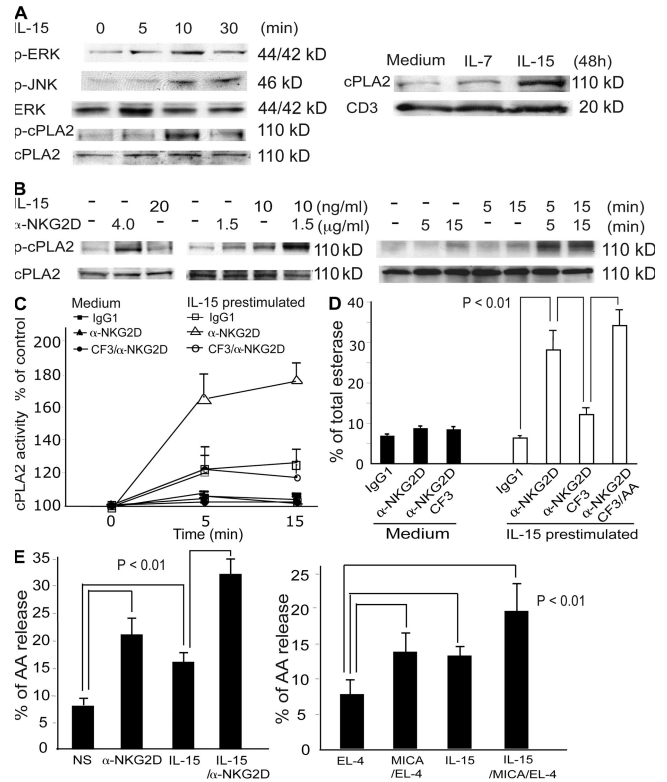 A
IL-15 0 5 10 30 (min)
p-ERK 44/42 kD
p-JNK 46 kD
ERK 44/42 kD
p-cPLA2 110 kD
cPLA2 110 kD
Medium IL-7 IL-15 (48h)
cPLA2 110 kD
CD3 20 kD
B
IL-15 - - 20 - - 10 10 (ng/ml) - - - 5 15 5 15 (min)
α-NKG2D - 4.0 - - 1.5 - 1.5 (μg/ml) - 5 15 - - 5 15 (min)
p-cPLA2 110 kD 110 kD
cPLA2 110 kD 110 kD
C
Medium IL-15 prestimulated
IgG1 IgG1
α-NKG2D α-NKG2D
CF3/α-NKG2D CF3/α-NKG2D
cPLA2 activity % of control
200
180
160
140
120
100
0 5 15
Time (min)
D
P < 0.01
% of total esterase
40
30
20
10
0
IgG1 α-NKG2D α-NKG2D CF3 IgG1 α-NKG2D α-NKG2D CF3 α-NKG2D CF3/AA
Medium IL-15 prestimulated
E
P < 0.01
% of AA release
35
30
25
20
15
10
5
0
NS α-NKG2D IL-15 IL-15
/α-NKG2D
P < 0.01
% of AA release
25
20
15
10
5
0
EL-4 MICA IL-15 IL-15
/EL-4 /MICA/EL-4